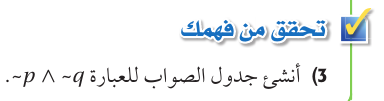 تحقق من فهمك
3) أنشئ جدول الصواب للعبارة ~p ∧ ~q.